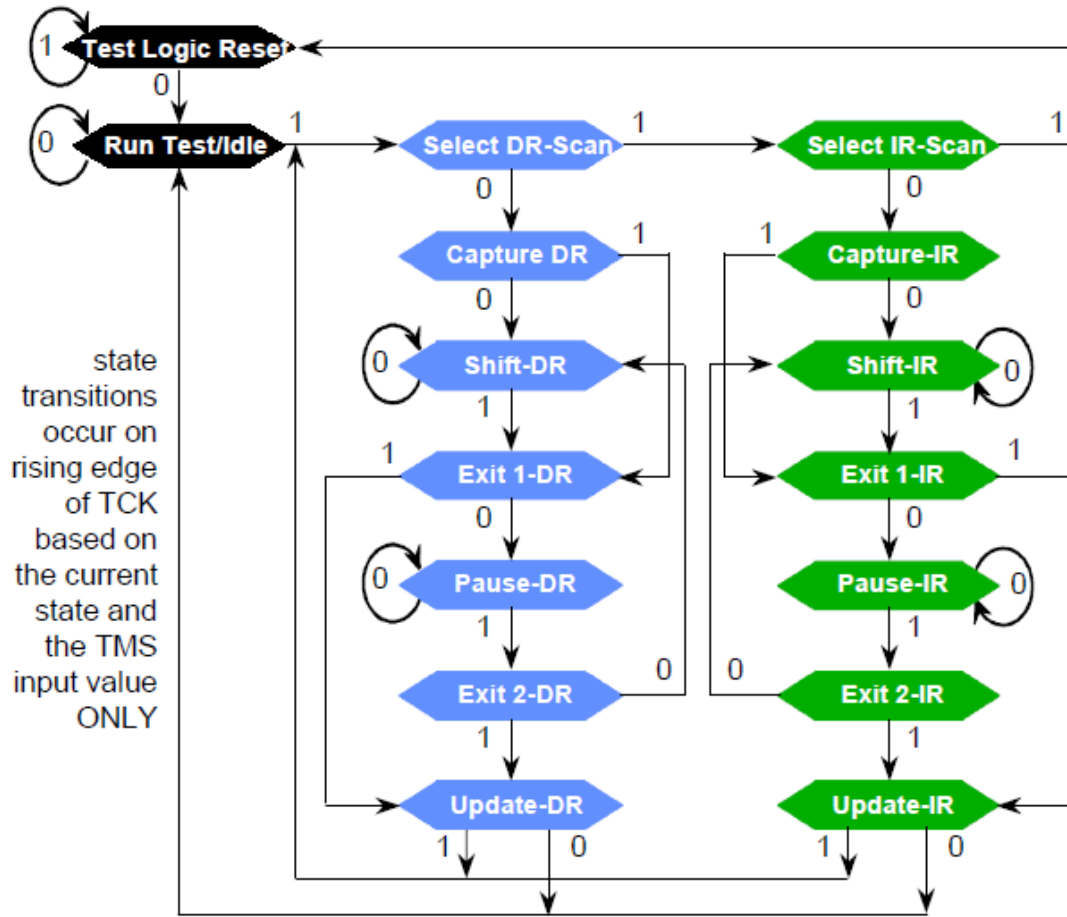 Test Logic Reset
1
0
Run Test/Idle
0
1
Select DR-Scan
1
Select IR-Scan
1
0
0
Capture DR
1
1
Capture-IR
0
0
0
Shift-DR
Shift-IR
0
1
1
1
Exit 1-DR
Exit 1-IR
1
0
0
0
Pause-DR
Pause-IR
0
1
1
Exit 2-DR
0
0
Exit 2-IR
1
1
Update-DR
Update-IR
1
0
1
0
state
transitions
occur on
rising edge
of TCK
based on
the current
state and
the TMS
input value
ONLY